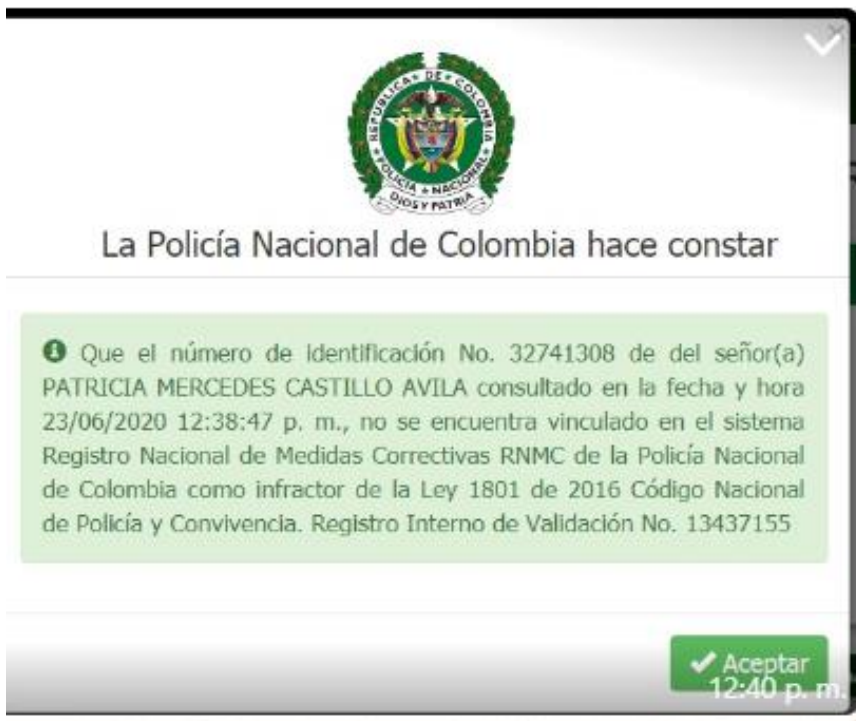 REPUBLICA DE COLOMBIA
POLICIA NACIONAL
DIOS Y PATRIA
La Policía Nacional de Colombia hace constar
Que el número de identificación No. 32741308 de del señor(a)
PATRICIA MERCEDES CASTILLO AVILA consultado en la fecha y hora
23/06/2020 12:38:47 p. m., no se encuentra vinculado en el sistema
Registro Nacional de Medidas Correctivas RNMC de la Policía Nacional
de Colombia como infractor de la Ley 1801 de 2016 Código Nacional
de Policía y Convivencia. Registro Interno de Validación No. 13437155
Aceptar
12:40 p. m.